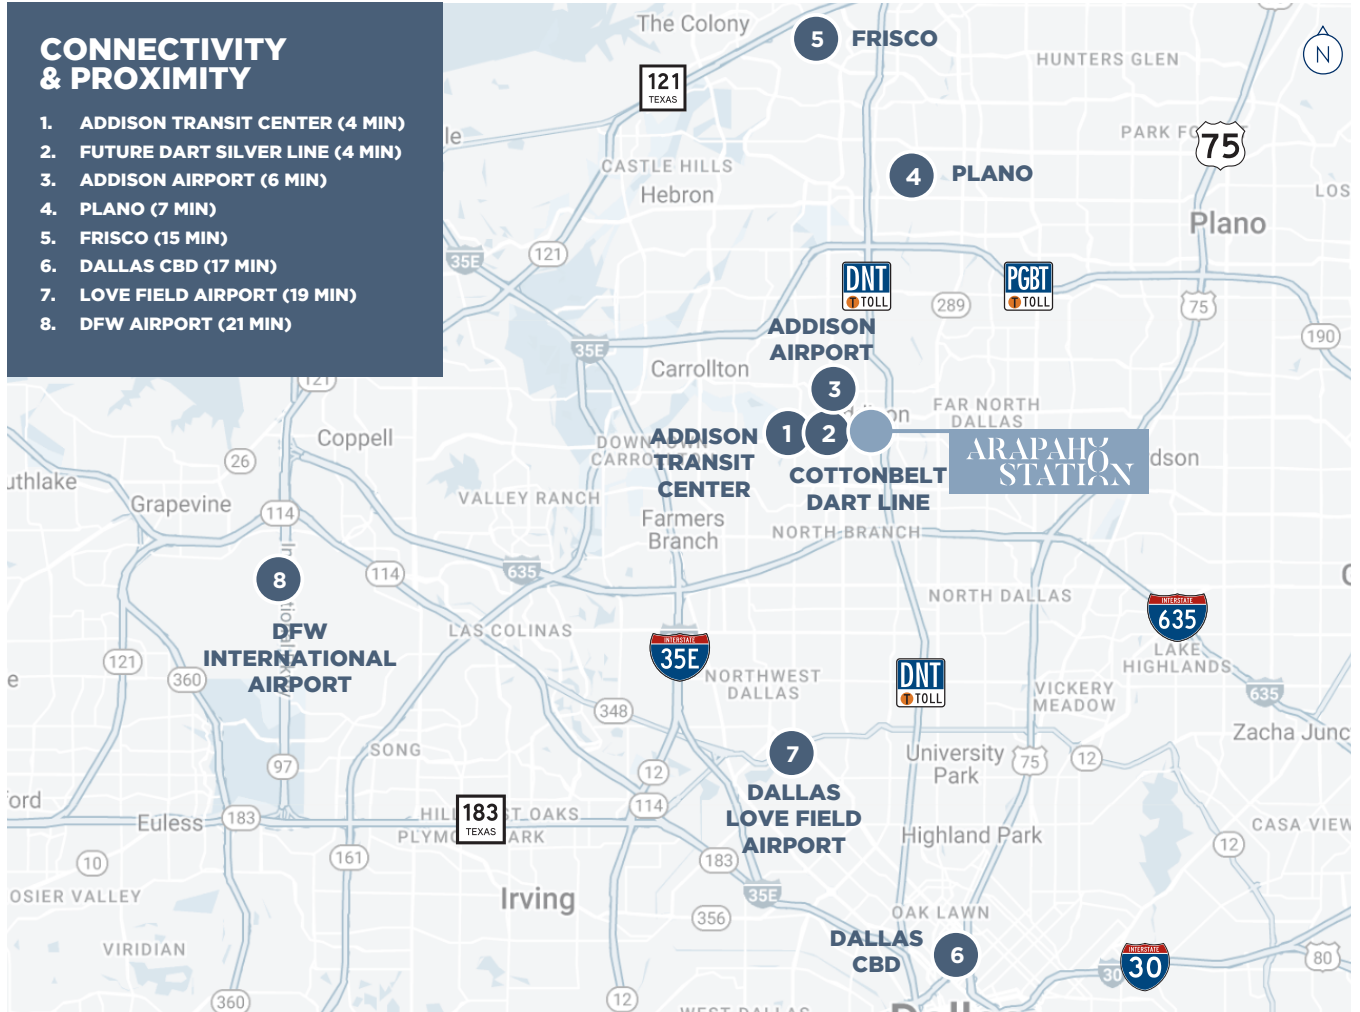 CONNECTIVITY
& PROXIMITY
1. ADDISON TRANSIT CENTER (4 MIN)
2. FUTURE DART SILVER LINE (4 MIN)
3. ADDISON AIRPORT (6 MIN)
4. PLANO (7 MIN)
5. FRISCO (15 MIN)
6. DALLAS CBD (17 MIN)
7. LOVE FIELD AIRPORT (19 MIN)
8. DFW AIRPORT (21 MIN)
The Colony
5 FRISCO
HUNTERS GLEN
N
121
TEXAS
75
CASTLE HILLS
Hebron
4 PLANO
Plano
35E
121
DNT
TOLL
PGBT
TOLL
289
75
190
ADDISON
AIRPORT
35E
Carrollton
121
3
FAR NORTH
DALLAS
Coppell
26
ADDISON
TRANSIT
CENTER
1
2
ARAPAHO
STATION
COTTONBELT
DART LINE
Grapevine
114
VALLEY RANCH
Farmers
Branch
NORTH BRANCH
8
114
635
NORTH DALLAS
INTERSTATE
635
DFW
INTERNATIONAL
AIRPORT
LAS COLINAS
INTERSTATE
35E
LAKE
HIGHLANDS
121
360
NORTHWEST
DALLAS
DNT
TOLL
VICKERY
MEADOW
635
348
Zacha Junc
SONG
7
University
Park
75
12
97
12
DALLAS
LOVE FIELD
AIRPORT
183
TEXAS
114
Euless
183
Highland Park
CASA VIEW
10
161
183
12
OSIER VALLEY
Irving
35E
356
OAK LAWN
VIRIDIAN
DALLAS
CBD
6
30
INTERSTATE
30
80
360
12
WEST DALLAS